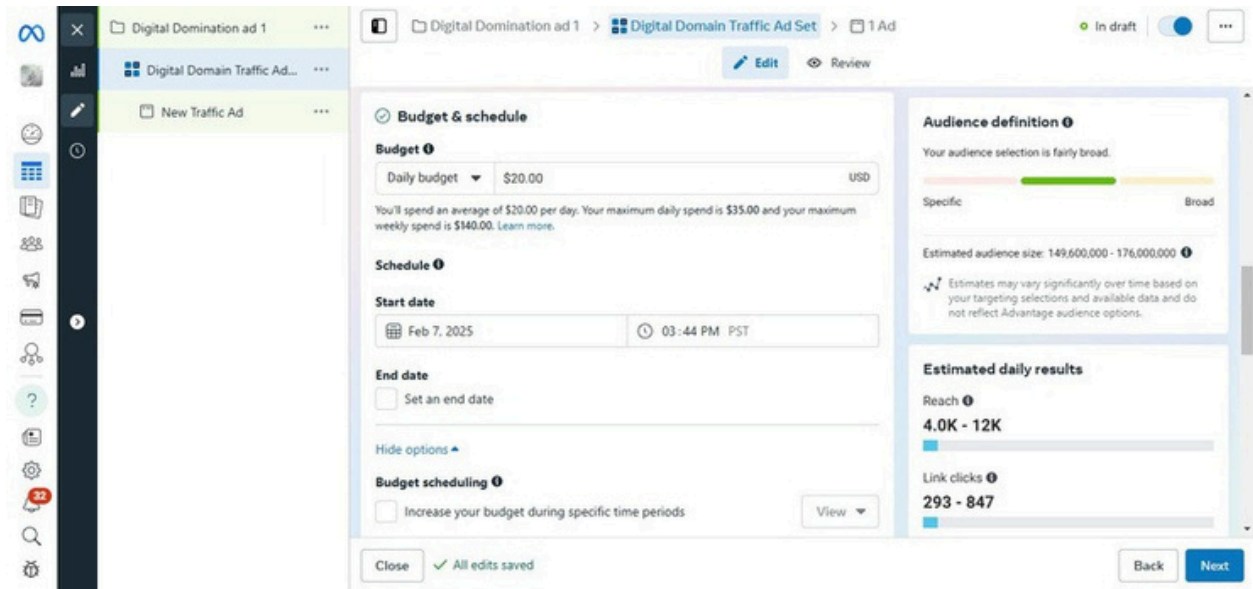 Digital Domination ad 1
Digital Domain Traffic Ad...
New Traffic Ad
32
Digital Domination ad 1 > Digital Domain Traffic Ad Set > 1 Ad
In draft
Edit
Review
Budget & schedule
Budget
Daily budget
$20.00
USD
You'll spend an average of $20.00 per day. Your maximum daily spend is $35.00 and your maximum
weekly spend is $140.00. Learn more.
Schedule
Start date
Feb 7, 2025
03:44 PM PST
End date
Set an end date
Hide options
Budget scheduling
Increase your budget during specific time periods
View
Audience definition
Your audience selection is fairly broad.
Specific
Broad
Estimated audience size: 149,600,000 - 176,000,000
Estimates may vary significantly over time based on
your targeting selections and available data and do
not reflect Advantage audience options.
Estimated daily results
Reach
4.0K - 12K
Link clicks
293 - 847
Close
All edits saved
Back
Next